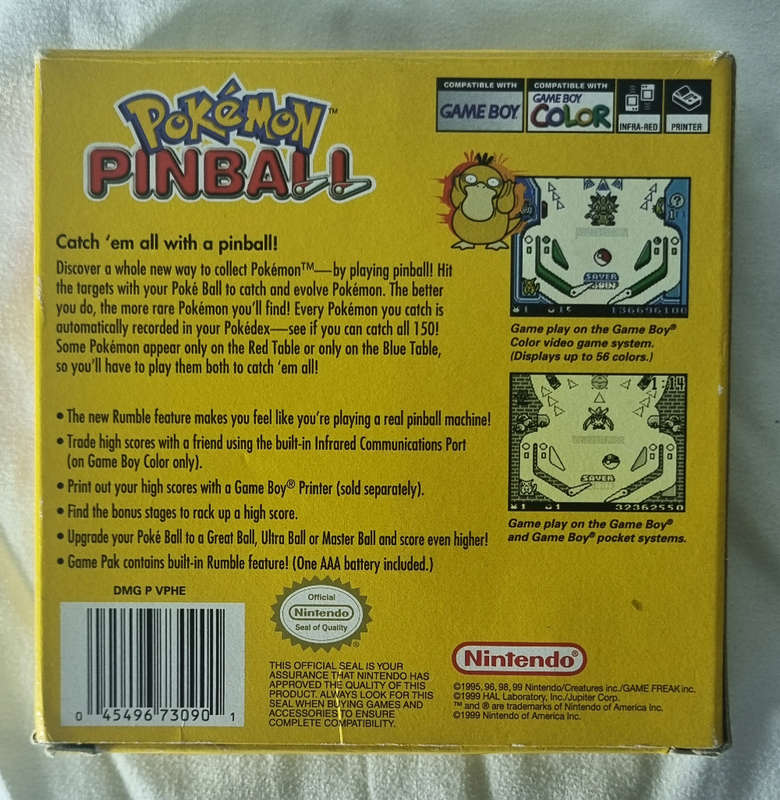 POKéMON™
PINBALL
COMPATIBLE WITH
GAME BOY
COMPATIBLE WITH
GAME BOY
COLOR
INFRA-RED
PRINTER
Catch 'em all with a pinball!
Discover a whole new way to collect Pokémon™—by playing pinball! Hit
the targets with your Poké Ball to catch and evolve Pokémon. The better
you do, the more rare Pokémon you'll find! Every Pokémon you catch is
automatically recorded in your Pokédex—see if you can catch all 150!
Some Pokémon appear only on the Red Table or only on the Blue Table,
so you'll have to play them both to catch 'em all!
SAVER
136696100
Game play on the Game Boy®
Color video game system.
(Displays up to 56 colors.)
1:14
SAVER
32362550
Game play on the Game Boy®
and Game Boy® pocket systems.
• The new Rumble feature makes you feel like you're playing a real pinball machine!
• Trade high scores with a friend using the built-in Infrared Communications Port
(on Game Boy Color only).
• Print out your high scores with a Game Boy® Printer (sold separately).
• Find the bonus stages to rack up a high score.
• Upgrade your Poké Ball to a Great Ball, Ultra Ball or Master Ball and score even higher!
• Game Pak contains built-in Rumble feature! (One AAA battery included.)
DMG P VPHE
0 45496 73090 1
Official
Nintendo
Seal of Quality
®
THIS OFFICIAL SEAL IS YOUR
ASSURANCE THAT NINTENDO HAS
APPROVED THE QUALITY OF THIS
PRODUCT. ALWAYS LOOK FOR THIS
SEAL WHEN BUYING GAMES AND
ACCESSORIES TO ENSURE
COMPLETE COMPATIBILITY.
Nintendo®
©1995, 96, 98, 99 Nintendo/Creatures inc./GAME FREAK inc.
©1999 HAL Laboratory, Inc./Jupiter Corp.
™ and ® are trademarks of Nintendo of America Inc.
©1999 Nintendo of America Inc.